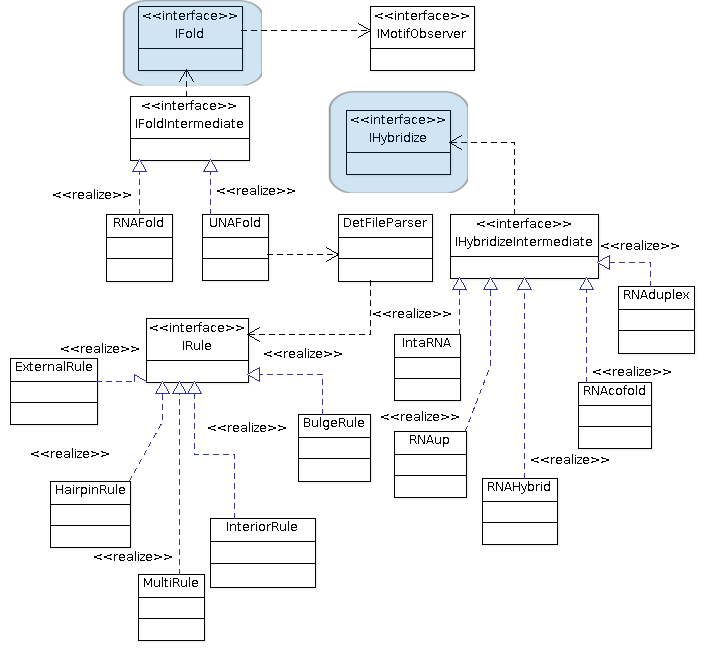 <<interface>>
IFold
<<interface>>
IMotifObserver
<<interface>>
IFoldIntermediate
<<interface>>
IHybridize
<<realize>>
<<realize>>
RNAFold
UNAFold
DetFileParser
<<interface>>
IHybridizeIntermediate
<<realize>>
RNAduplex
<<realize>>
<<interface>>
IRule
IntaRNA
<<realize>>
<<realize>>
ExternalRule
<<realize>>
RNAcofold
BulgeRule
<<realize>>
<<realize>>
RNAup
<<realize>>
<<realize>>
HairpinRule
RNAHybrid
InteriorRule
<<realize>>
MultiRule